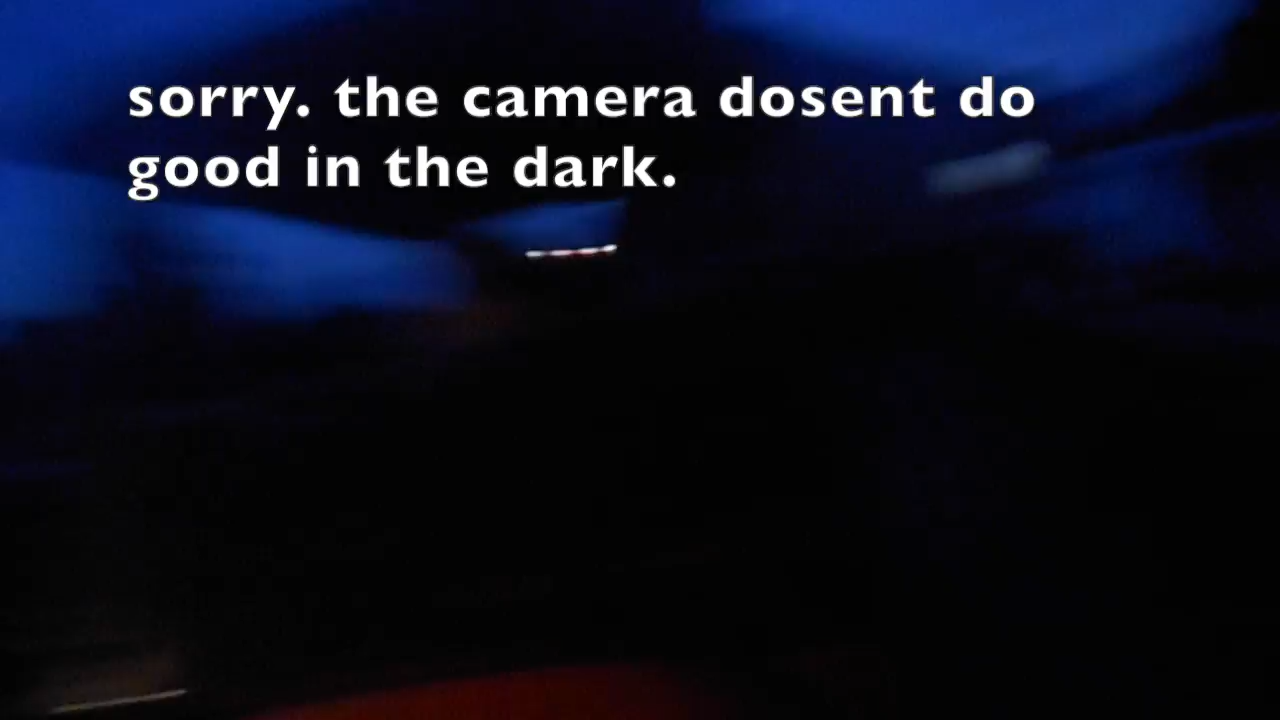 sorry. the camera dosent do
good in the dark.